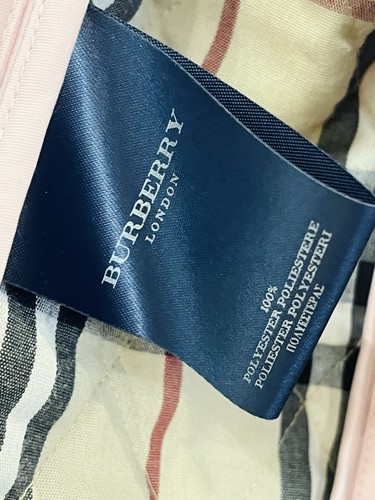 BURBERRY
LONDON
100%
POLYESTER POLIESTERE
POLIESTER POLYESTERI
ΠΟΛΥΕΣΤΕΡΑΣ